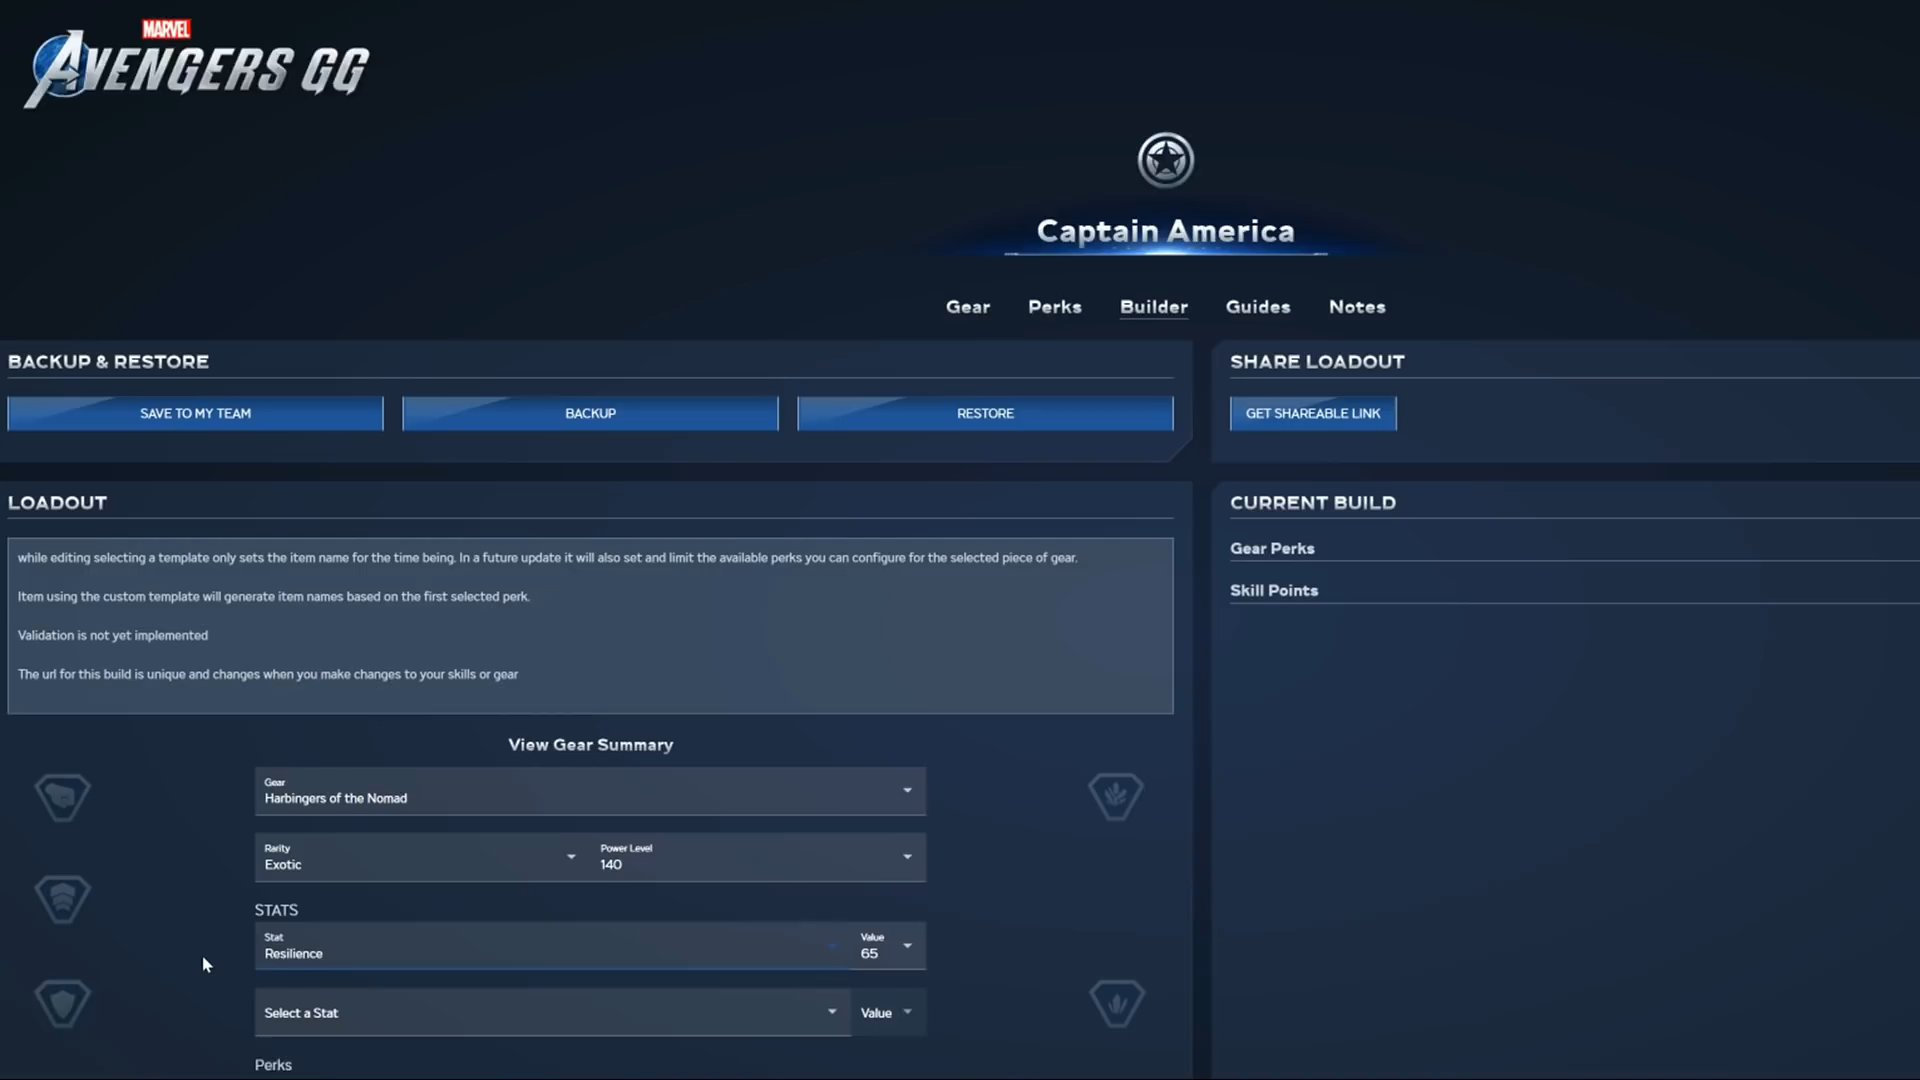 MARVEL
AVENGERS GG
Captain America
Gear Perks Builder Guides Notes
BACKUP & RESTORE
SAVE TO MY TEAM BACKUP RESTORE
SHARE LOADOUT
GET SHAREABLE LINK
LOADOUT
while editing selecting a template only sets the item name for the time being. In a future update it will also set and limit the available perks you can configure for the selected piece of gear.
Item using the custom template will generate item names based on the first selected perk.
Validation is not yet implemented
The url for this build is unique and changes when you make changes to your skills or gear
CURRENT BUILD
Gear Perks
Skill Points
View Gear Summary
Gear
Harbingers of the Nomad
Rarity Power Level
Exotic 140
STATS
Stat Value
Resilience 65
Select a Stat Value
Perks